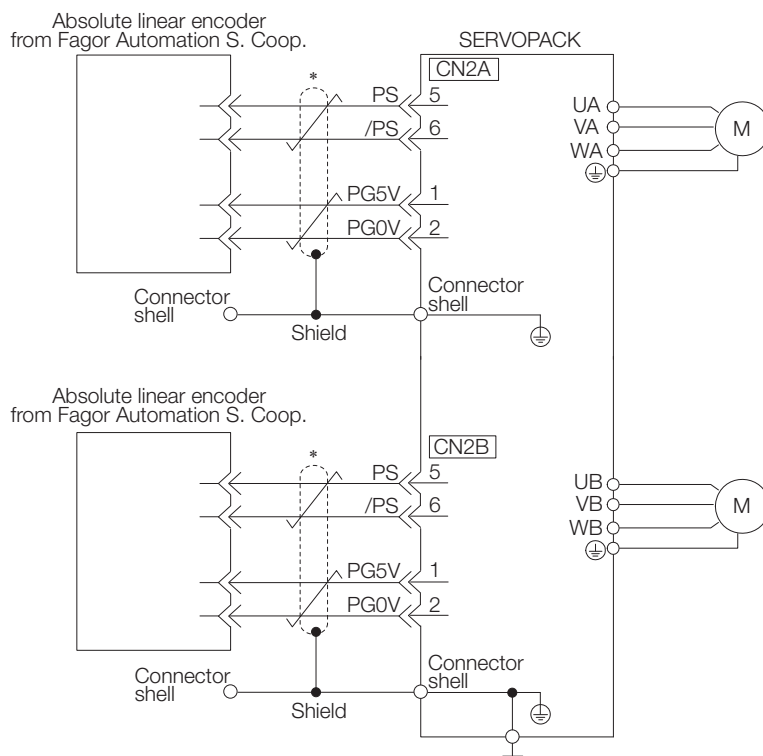 Absolute linear encoder
from Fagor Automation S. Coop.
SERVOPACK
*
CN2A
PS 5
/PS 6
PG5V 1
PG0V 2
UA
VA
WA
M
Connector
shell
Connector
shell
Shield
Absolute linear encoder
from Fagor Automation S. Coop.
*
CN2B
PS 5
/PS 6
PG5V 1
PG0V 2
UB
VB
WB
M
Connector
shell
Connector
shell
Shield